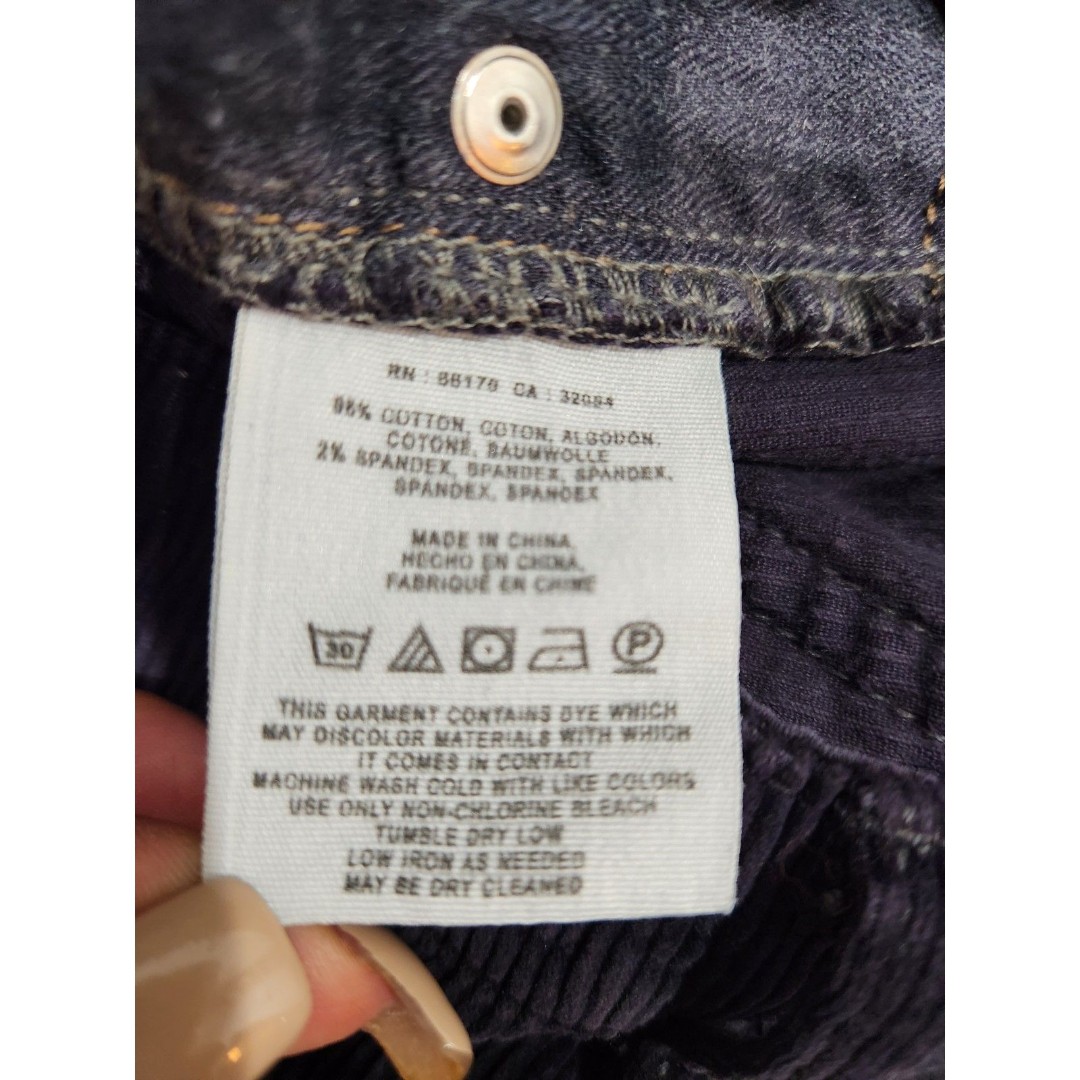 RN : 66170 CA : 32094
98% COTTON, COTON, ALGODON,
COTONE, BAUMWOLLE
2% SPANDEX, SPANDEX, SPANDEX,
SPANDEX, SPANDEX
MADE IN CHINA,
HECHO EN CHINA,
FABRIQUÉ EN CHINE
30 P
THIS GARMENT CONTAINS DYE WHICH
MAY DISCOLOR MATERIALS WITH WHICH
IT COMES IN CONTACT
MACHINE WASH COLD WITH LIKE COLORS
USE ONLY NON-CHLORINE BLEACH
TUMBLE DRY LOW
LOW IRON AS NEEDED
MAY BE DRY CLEANED